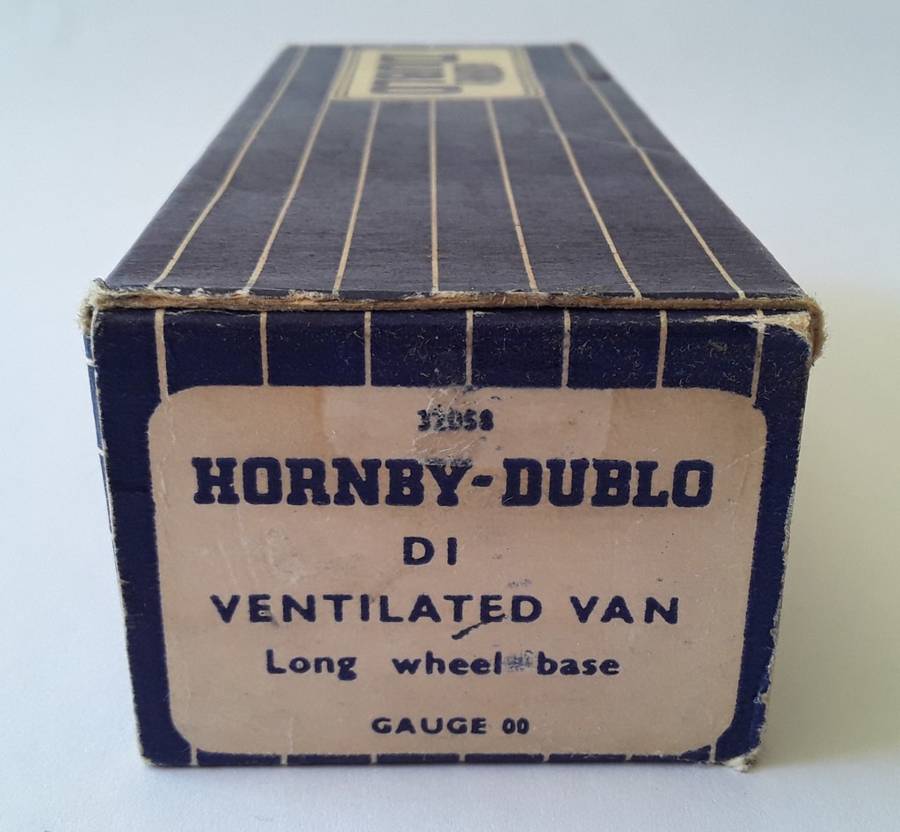 32058
HORNBY-DUBLO
D1
VENTILATED VAN
Long wheel base
GAUGE 00